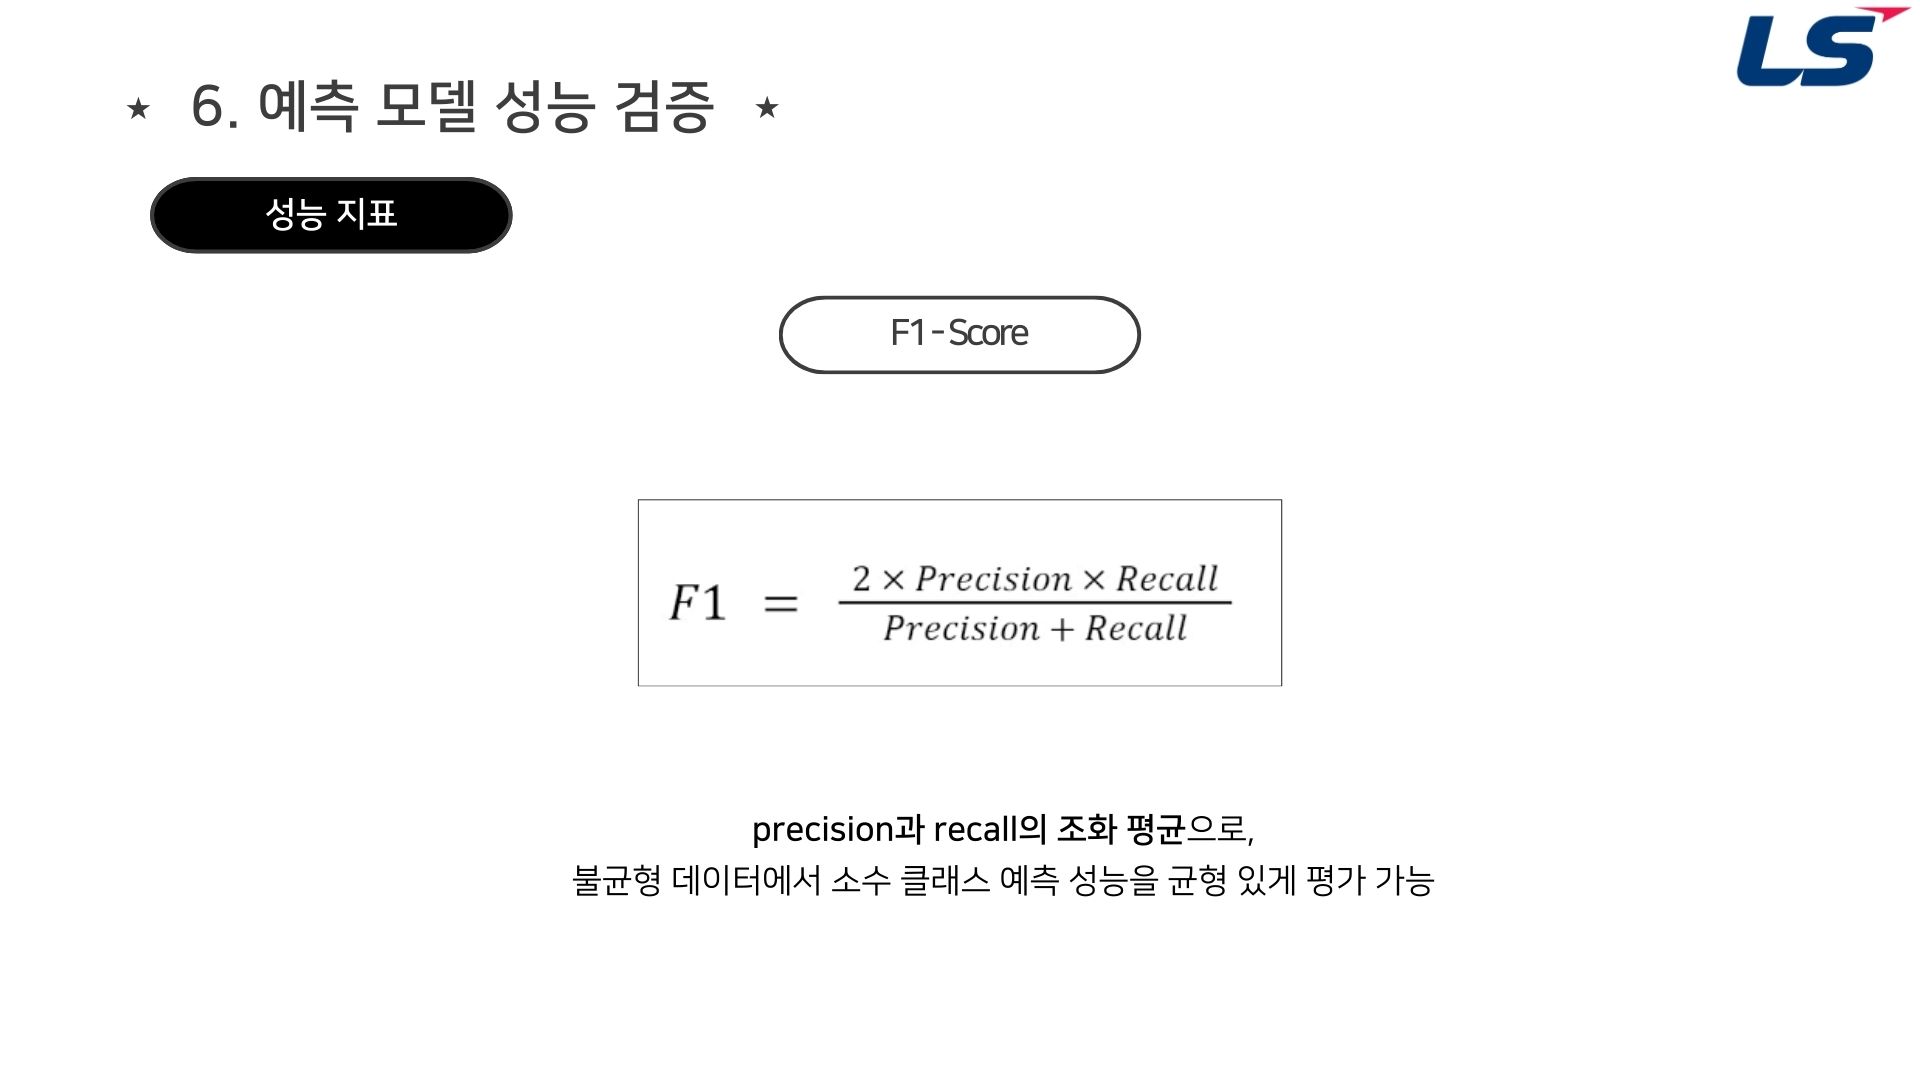 LS
★ 6. 예측 모델 성능 검증 ★
성능 지표
F1-Score
F1 = \frac{2 × Precision × Recall}{Precision + Recall}
precision과 recall의 조화 평균으로,
불균형 데이터에서 소수 클래스 예측 성능을 균형 있게 평가 가능